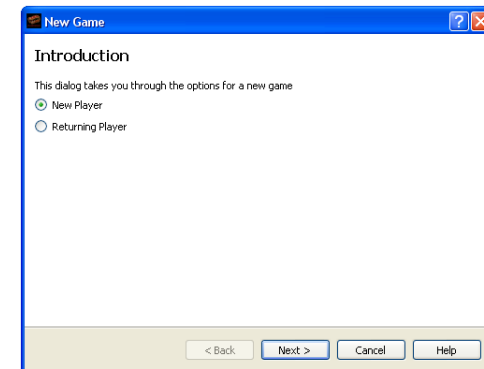 New Game
Introduction
This dialog takes you through the options for a new game
New Player
Returning Player
< Back Next > Cancel Help